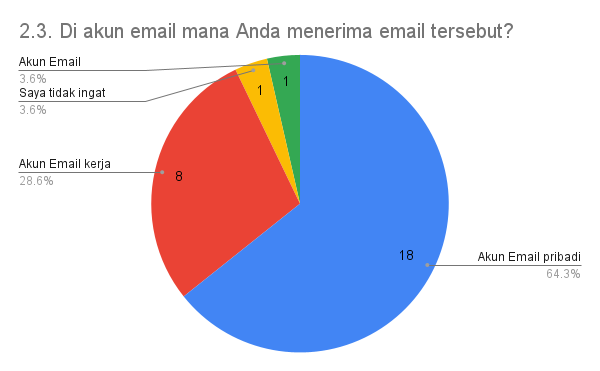 2.3. Di akun email mana Anda menerima email tersebut?
Akun Email
3.6%
Saya tidak ingat
3.6%
Akun Email kerja
28.6%
1
1
8
18
Akun Email pribadi
64.3%